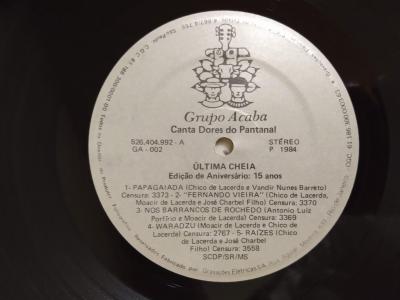 Grupo Acaba
Canta Dores do Pantanal
526,404,992 - A
GA - 002
STÉREO
P 1984
ÚLTIMA CHEIA
Edição de Aniversário: 15 anos
1- PAPAGAIADA (Chico de Lacerda e Vandir Nunes Barreto)
Censura: 3373 - 2- "FERNANDO VIEIRA" (Chico de Lacerda,
Moacir de Lacerda e José Charbel Filho) Censura: 3370
3- NOS BARRANCOS DE ROCHEDO (Antonio Luiz
Porfírio e Moacir de Lacerda) Censura: 3369
4- WARADZU (Chico de Lacerda e Moacir de
Lacerda) Censura: 2767 - 5- RAÍZES (Chico
de Lacerda e José Charbel
Filho) Censura: 3558
SCDP/SR/MS